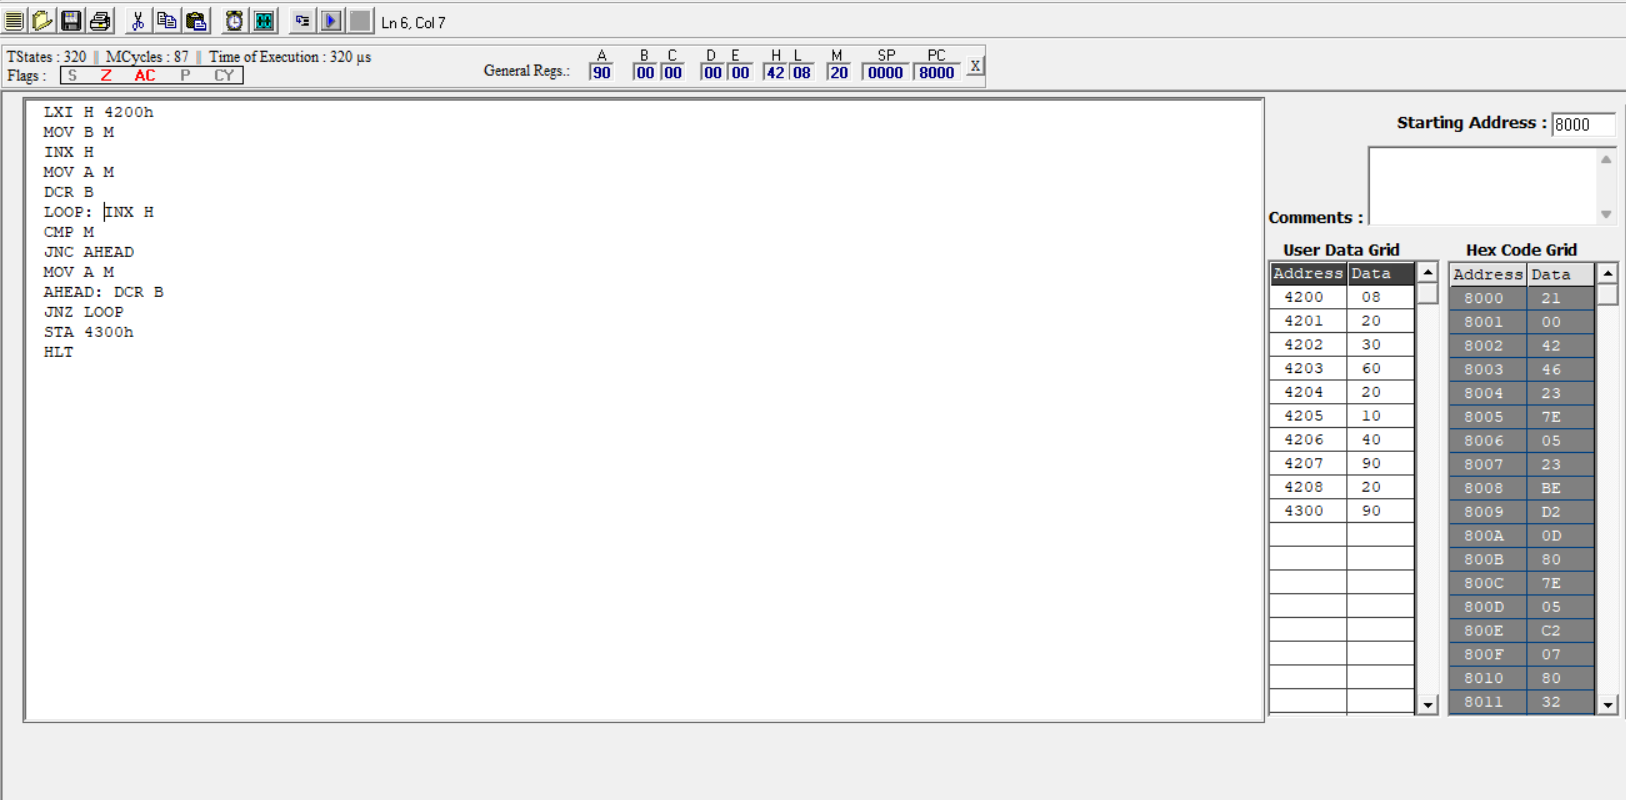 Ln 6, Col 7
TStates : 320 || MCycles : 87 || Time of Execution : 320 µs
Flags : S Z AC P CY
General Regs.: A B C D E H L M SP PC X
90 00 00 00 00 42 08 20 0000 8000
LXI H 4200h
MOV B M
INX H
MOV A M
DCR B
LOOP: INX H
CMP M
JNC AHEAD
MOV A M
AHEAD: DCR B
JNZ LOOP
STA 4300h
HLT
Starting Address : 8000
Comments :
User Data Grid
Address Data
4200 08
4201 20
4202 30
4203 60
4204 20
4205 10
4206 40
4207 90
4208 20
4300 90
Hex Code Grid
Address Data
8000 21
8001 00
8002 42
8003 46
8004 23
8005 7E
8006 05
8007 23
8008 BE
8009 D2
800A 0D
800B 80
800C 7E
800D 05
800E C2
800F 07
8010 80
8011 32